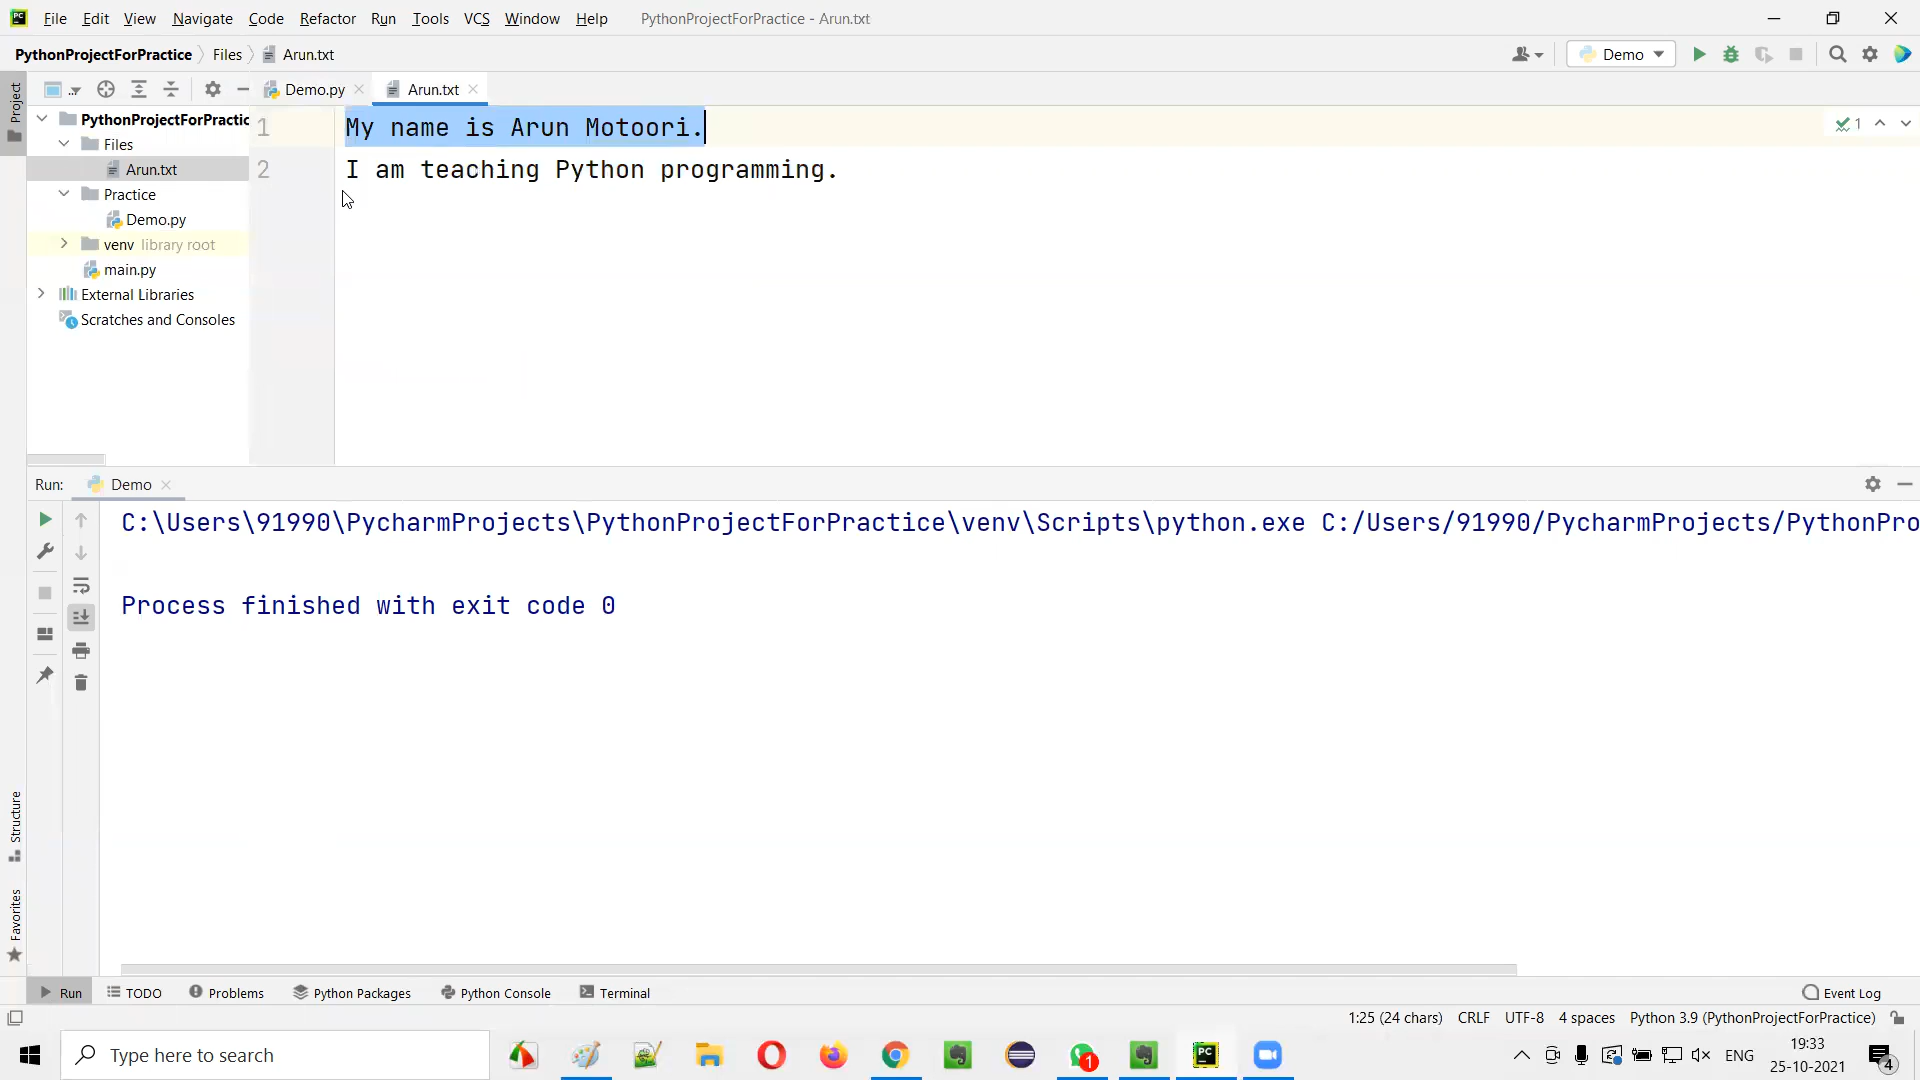 File Edit View Navigate Code Refactor Run Tools VCS Window Help PythonProjectForPractice - Arun.txt
PythonProjectForPractice Files Arun.txt Demo
Project
.. Demo.py Arun.txt
PythonProjectForPractic
Files
Arun.txt
Practice
Demo.py
venv library root
main.py
External Libraries
Scratches and Consoles
1 My name is Arun Motoori.
2 I am teaching Python programming.
1
Run: Demo
C:\Users\91990\PycharmProjects\PythonProjectForPractice\venv\Scripts\python.exe C:/Users/91990/PycharmProjects/PythonPro
Process finished with exit code 0
Structure
Favorites
Run TODO Problems Python Packages Python Console Terminal Event Log
1:25 (24 chars) CRLF UTF-8 4 spaces Python 3.9 (PythonProjectForPractice)
Type here to search
PC
1
ENG
19:33
25-10-2021
4